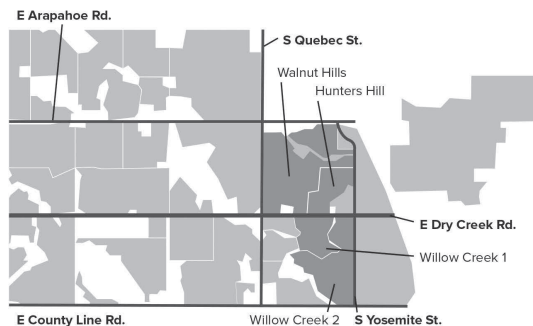 E Arapahoe Rd.
S Quebec St.
Walnut Hills
Hunters Hill
E Dry Creek Rd.
Willow Creek 1
E County Line Rd.
Willow Creek 2
S Yosemite St.